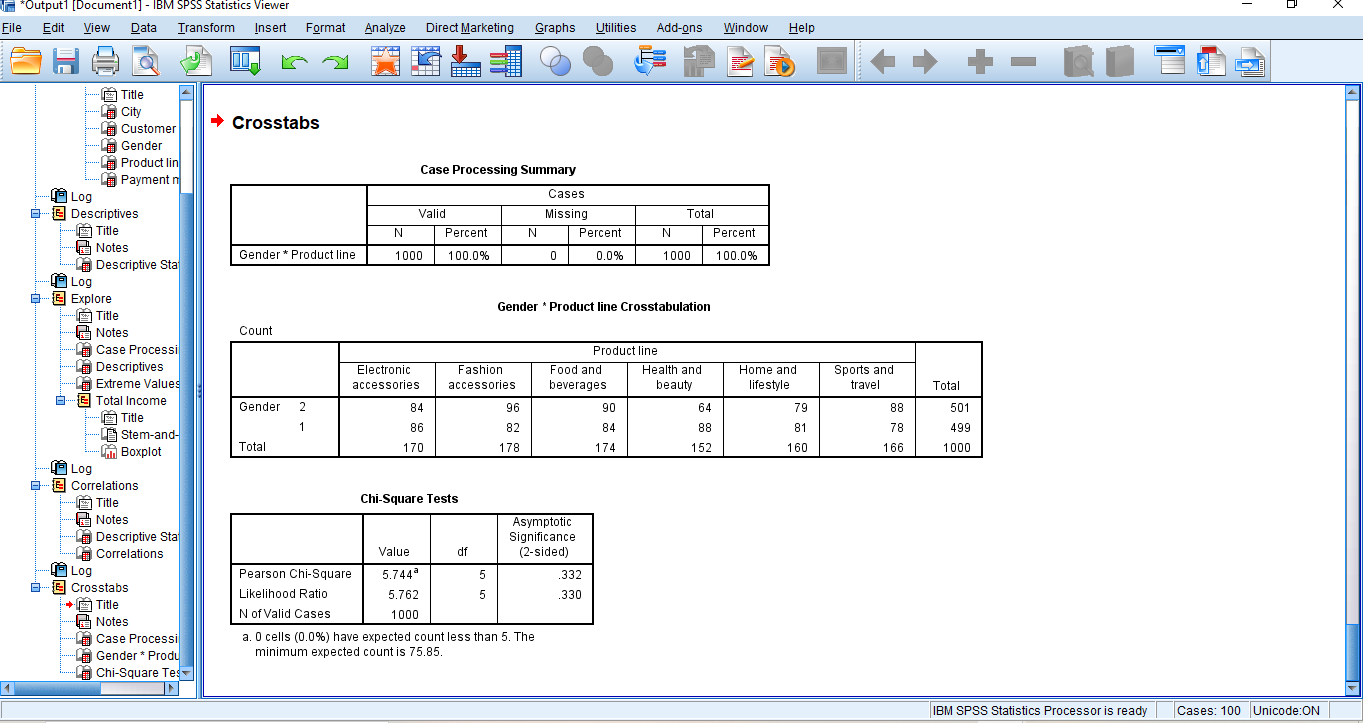 *Output1 [Document1] - IBM SPSS Statistics Viewer
File Edit View Data Transform Insert Format Analyze Direct Marketing Graphs Utilities Add-ons Window Help
Title
City
Customer
Gender
Product lin
Payment m
Log
Descriptives
Title
Notes
Descriptive Stat
Log
Explore
Title
Notes
Case Processi
Descriptives
Extreme Values
Total Income
Title
Stem-and-
Boxplot
Log
Correlations
Title
Notes
Descriptive Stat
Correlations
Log
Crosstabs
Title
Notes
Case Processi
Gender * Produ
Chi-Square Tes
Crosstabs
Case Processing Summary
Cases
Valid Missing Total
N Percent N Percent N Percent
Gender * Product line 1000 100.0% 0 0.0% 1000 100.0%
Gender * Product line Crosstabulation
Count
Product line
Electronic accessories Fashion accessories Food and beverages Health and beauty Home and lifestyle Sports and travel Total
Gender 2 84 96 90 64 79 88 501
1 86 82 84 88 81 78 499
Total 170 178 174 152 160 166 1000
Chi-Square Tests
Value df Asymptotic Significance (2-sided)
Pearson Chi-Square 5.744a 5 .332
Likelihood Ratio 5.762 5 .330
N of Valid Cases 1000
a. 0 cells (0.0%) have expected count less than 5. The
minimum expected count is 75.85.
IBM SPSS Statistics Processor is ready Cases: 100 Unicode:ON